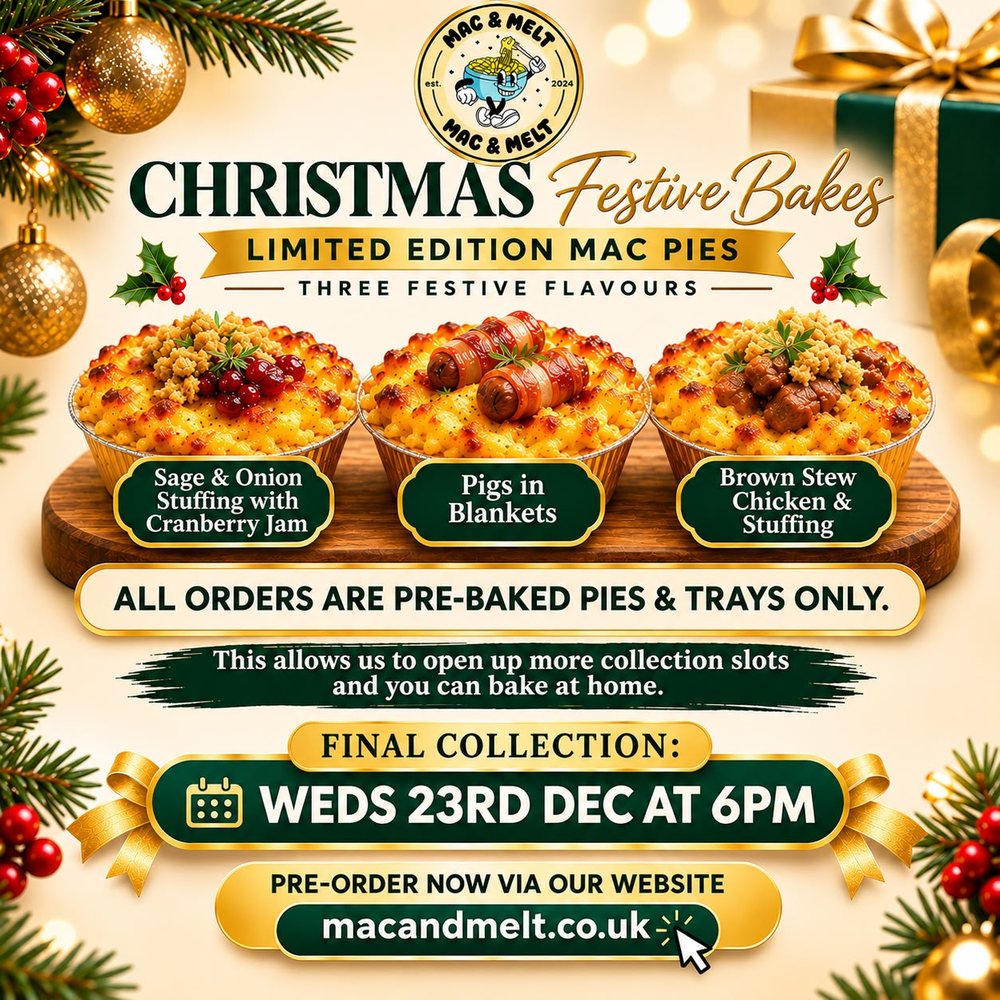 MAC & MELT
est. 2024
MAC & MELT
CHRISTMAS Festive Bakes
LIMITED EDITION MAC PIES
THREE FESTIVE FLAVOURS
Sage & Onion
Stuffing with
Cranberry Jam
Pigs in
Blankets
Brown Stew
Chicken &
Stuffing
ALL ORDERS ARE PRE-BAKED PIES & TRAYS ONLY.
This allows us to open up more collection slots
and you can bake at home.
FINAL COLLECTION:
WEDS 23RD DEC AT 6PM
PRE-ORDER NOW VIA OUR WEBSITE
macandmelt.co.uk